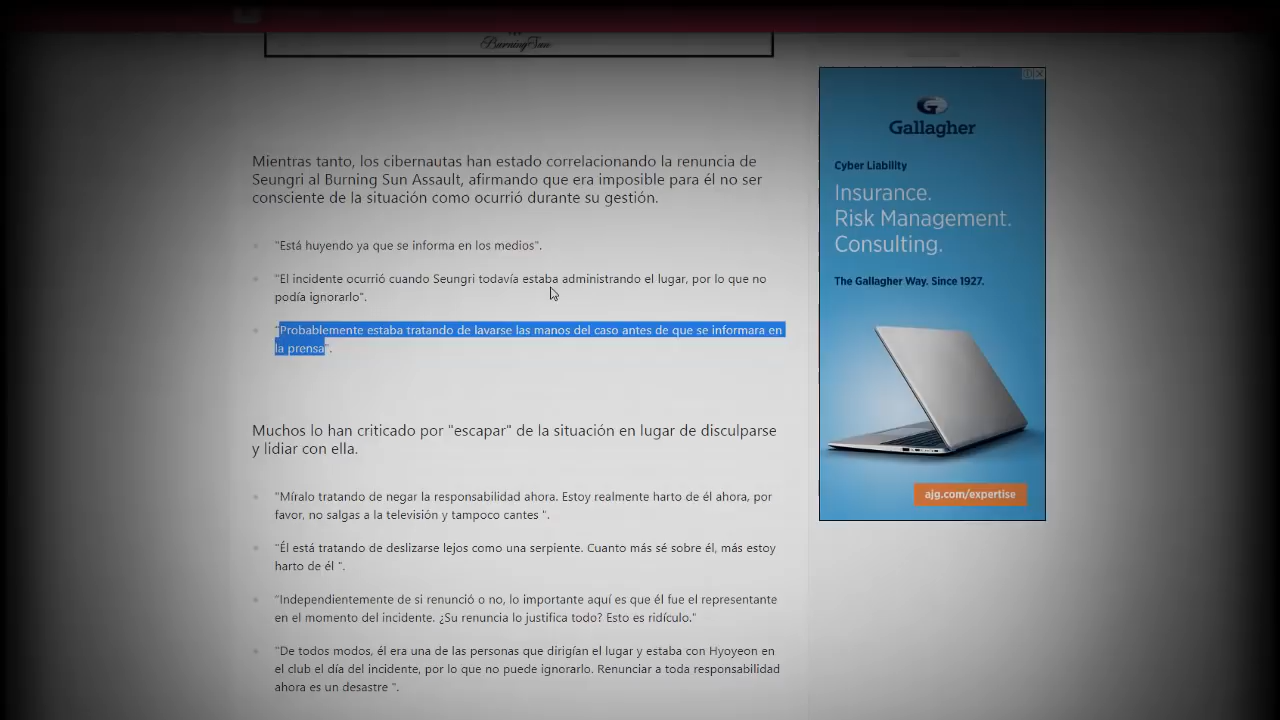 BurningSun
Mientras tanto, los cibernautas han estado correlacionando la renuncia de
Seungri al Burning Sun Assault, afirmando que era imposible para él no ser
consciente de la situación como ocurrió durante su gestión.
"Está huyendo ya que se informa en los medios".
"El incidente ocurrió cuando Seungri todavía estaba administrando el lugar, por lo que no
podía ignorarlo".
"Probablemente estaba tratando de lavarse las manos del caso antes de que se informara en
la prensa".
Muchos lo han criticado por "escapar" de la situación en lugar de disculparse
y lidiar con ella.
"Míralo tratando de negar la responsabilidad ahora. Estoy realmente harto de él ahora, por
favor, no salgas a la televisión y tampoco cantes ".
"Él está tratando de deslizarse lejos como una serpiente. Cuanto más sé sobre él, más estoy
harto de él ".
"Independientemente de si renunció o no, lo importante aquí es que él fue el representante
en el momento del incidente. ¿Su renuncia lo justifica todo? Esto es ridículo."
"De todos modos, él era una de las personas que dirigían el lugar y estaba con Hyoyeon en
el club el día del incidente, por lo que no puede ignorarlo. Renunciar a toda responsabilidad
ahora es un desastre ".
G
Gallagher
Cyber Liability
Insurance.
Risk Management.
Consulting.
The Gallagher Way. Since 1927.
ajg.com/expertise